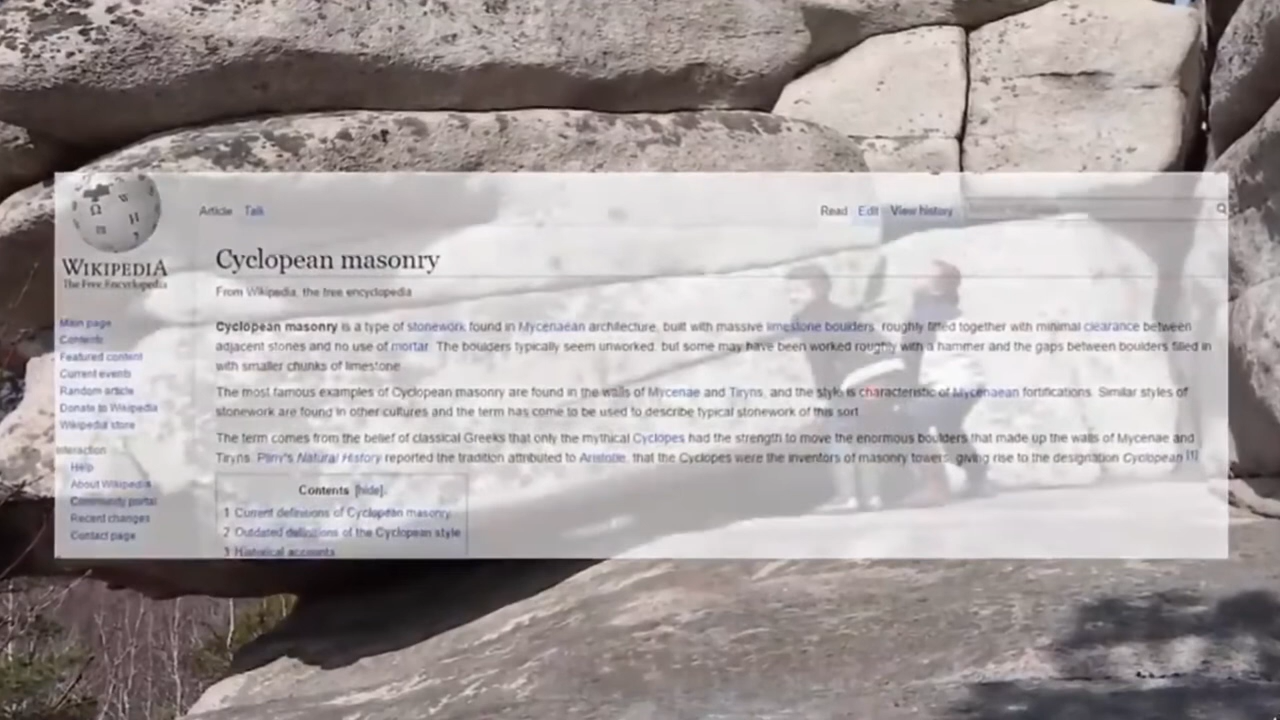 Article Talk
Read Edit View history
WIKIPEDIA
The Free Encyclopedia
Cyclopean masonry
From Wikipedia, the free encyclopedia
Main page
Contents
Featured content
Current events
Random article
Donate to Wikipedia
Wikipedia store
Interaction
Help
About Wikipedia
Community portal
Recent changes
Contact page
Cyclopean masonry is a type of stonework found in Mycenaean architecture, built with massive limestone boulders, roughly fitted together with minimal clearance between
adjacent stones and no use of mortar. The boulders typically seem unworked, but some may have been worked roughly with a hammer and the gaps between boulders filled in
with smaller chunks of limestone.
The most famous examples of Cyclopean masonry are found in the walls of Mycenae and Tiryns, and the style is characteristic of Mycenaean fortifications. Similar styles of
stonework are found in other cultures and the term has come to be used to describe typical stonework of this sort.
The term comes from the belief of classical Greeks that only the mythical Cyclopes had the strength to move the enormous boulders that made up the walls of Mycenae and
Tiryns. Pliny's Natural History reported the tradition attributed to Aristotle, that the Cyclopes were the inventors of masonry towers, giving rise to the designation Cyclopean.[1]
Contents [hide]
1 Current definitions of Cyclopean masonry
2 Outdated definitions of the Cyclopean style
3 Historical accounts